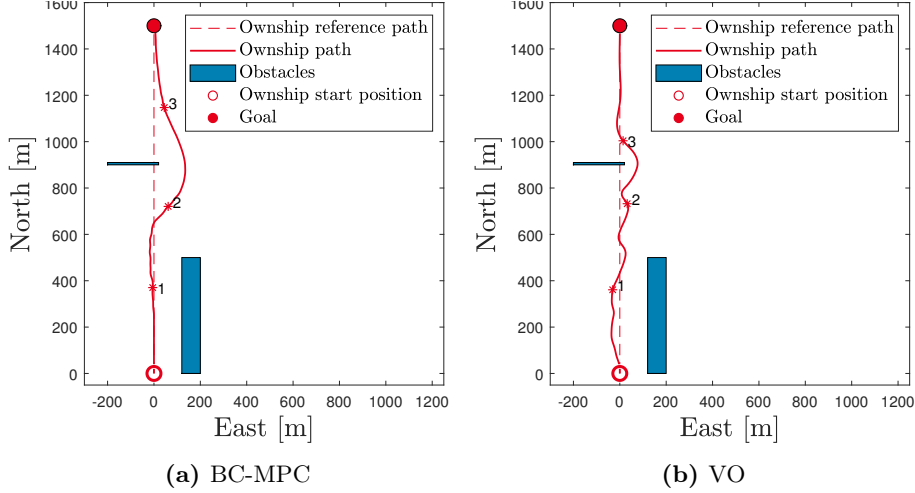 1600
1400
1200
1000
800
600
400
200
0
North [m]
-200 0 200 400 600 800 1000 1200
East [m]
Ownship reference path
Ownship path
Obstacles
Ownship start position
Goal
3
2
1
(a) BC-MPC
1600
1400
1200
1000
800
600
400
200
0
North [m]
-200 0 200 400 600 800 1000 1200
East [m]
Ownship reference path
Ownship path
Obstacles
Ownship start position
Goal
3
2
1
(b) VO